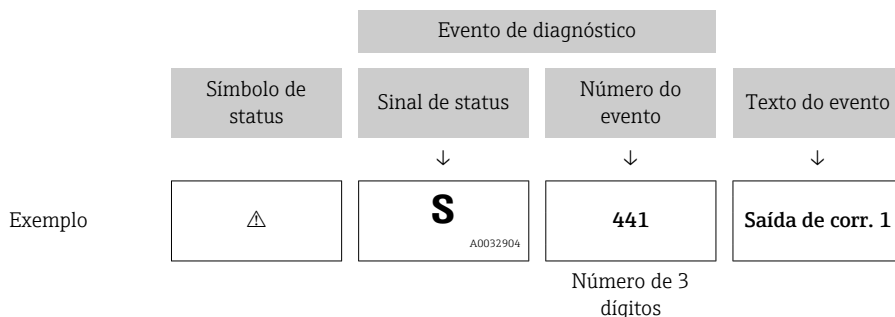 Evento de diagnóstico
Símbolo de
status
Sinal de status
Número do
evento
Texto do evento
↓ ↓ ↓
Exemplo ⚠ S 441 Saída de corr. 1
A0032904
Número de 3
dígitos